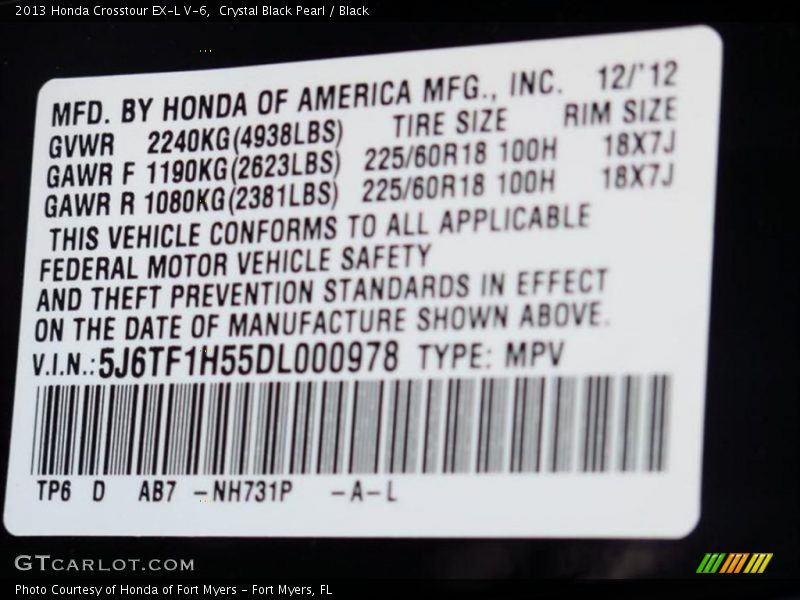 2013 Honda Crosstour EX-L V-6,  Crystal Black Pearl / Black
MFD. BY HONDA OF AMERICA MFG., INC. 12/'12
GVWR 2240KG(4938LBS) TIRE SIZE RIM SIZE
GAWR F 1190KG(2623LBS) 225/60R18 100H 18X7J
GAWR R 1080KG(2381LBS) 225/60R18 100H 18X7J
THIS VEHICLE CONFORMS TO ALL APPLICABLE
FEDERAL MOTOR VEHICLE SAFETY
AND THEFT PREVENTION STANDARDS IN EFFECT
ON THE DATE OF MANUFACTURE SHOWN ABOVE.
V.I.N.:5J6TF1H55DL000978 TYPE: MPV
TP6 D AB7 -NH731P -A-L
GTCARLOT.COM
Photo Courtesy of Honda of Fort Myers - Fort Myers, FL